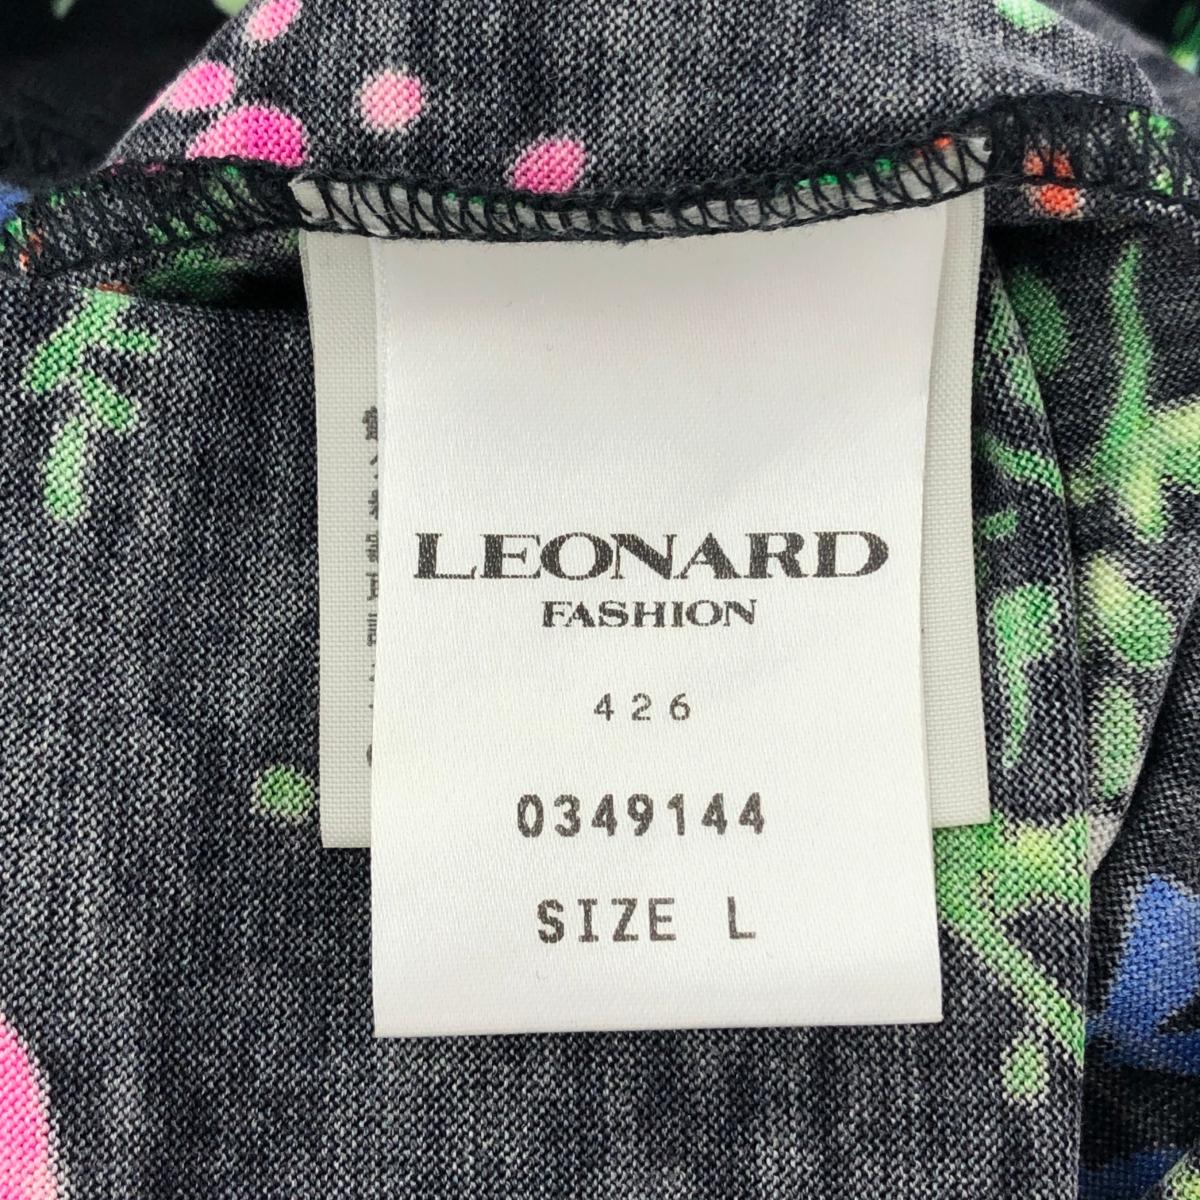 LEONARD
FASHION
426
0349144
SIZE L